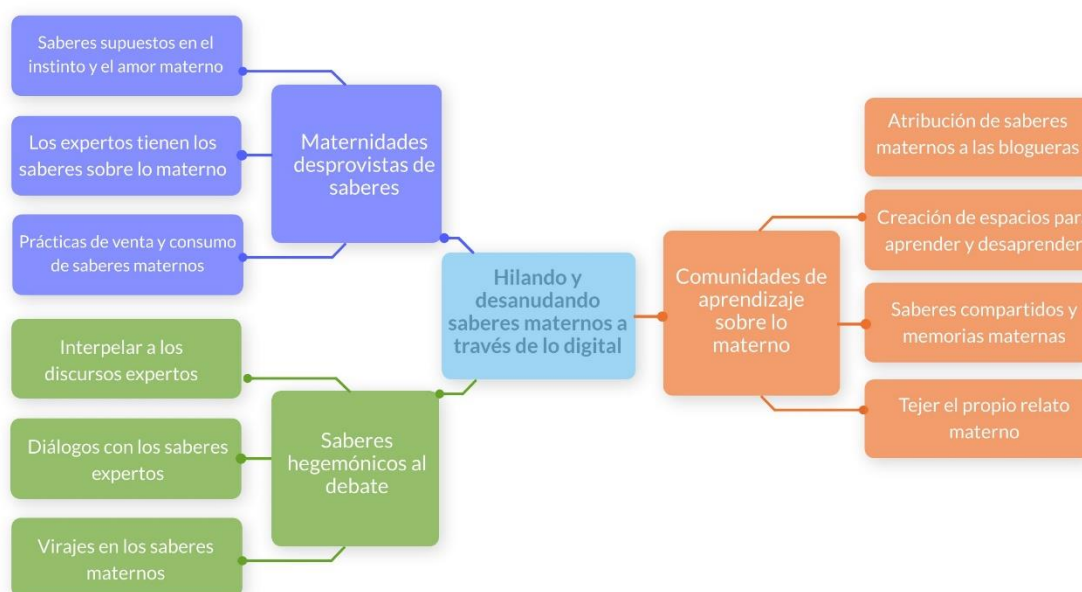 Saberes supuestos en el
instinto y el amor materno
Los expertos tienen los
saberes sobre lo materno
Prácticas de venta y consumo
de saberes maternos
Maternidades
desprovistas de
saberes
Interpelar a los
discursos expertos
Diálogos con los saberes
expertos
Virajes en los saberes
maternos
Saberes
hegemónicos al
debate
Hilando y
desanudando
saberes maternos a
través de lo digital
Comunidades de
aprendizaje
sobre lo
materno
Atribución de saberes
maternos a las blogueras
Creación de espacios par
aprender y desaprender
Saberes compartidos y
memorias maternas
Tejer el propio relato
materno